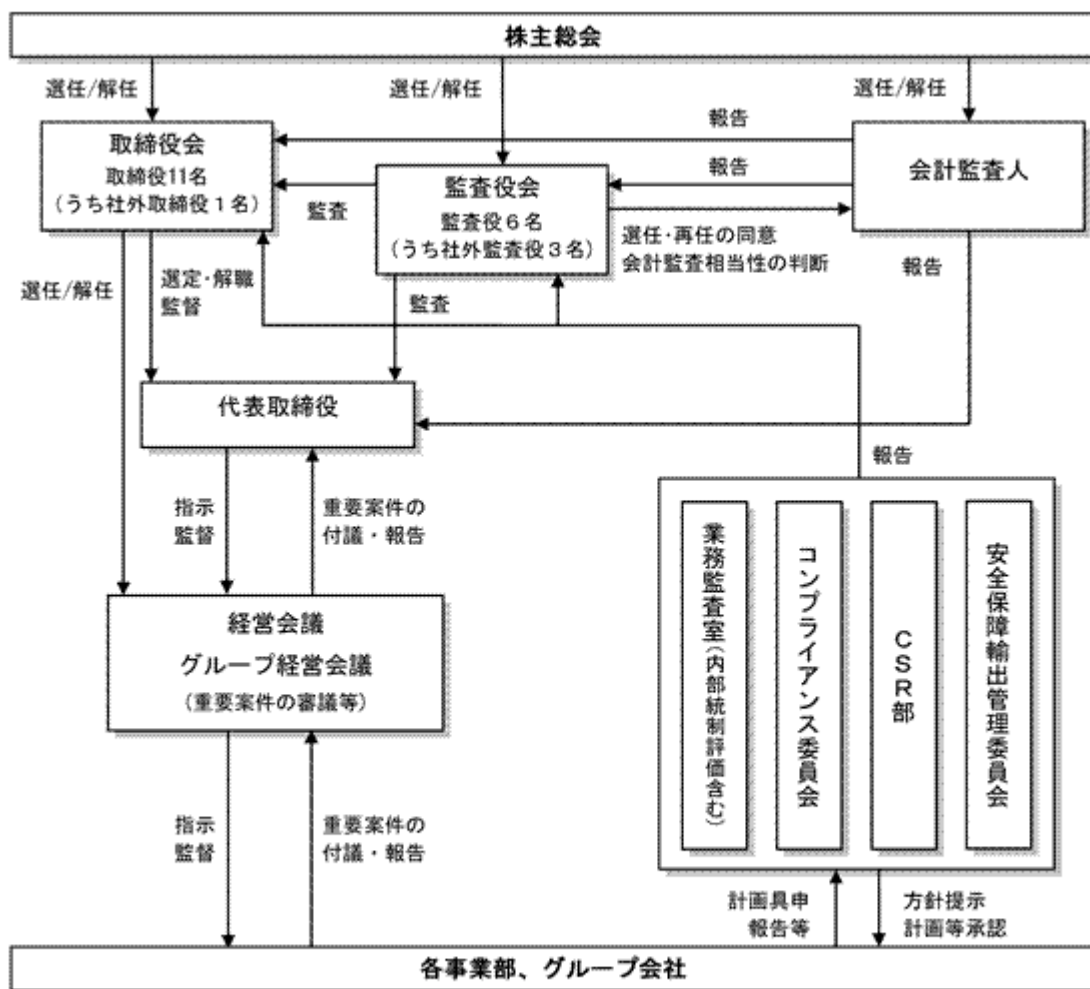 株主総会
選任/解任
選任/解任
選任/解任
取締役会
取締役11名
（うち社外取締役１名）
報告
会計監査人
監査役会
監査役６名
（うち社外監査役３名）
監査
報告
選任・再任の同意
会計監査相当性の判断
選任/解任
選定・解職
監督
監査
報告
代表取締役
報告
指示
監督
重要案件の
付議・報告
業務監査室（内部統制評価含む）
コンプライアンス委員会
ＣＳＲ部
安全保障輸出管理委員会
経営会議
グループ経営会議
（重要案件の審議等）
指示
監督
重要案件の
付議・報告
計画具申
報告等
方針提示
計画等承認
各事業部、グループ会社